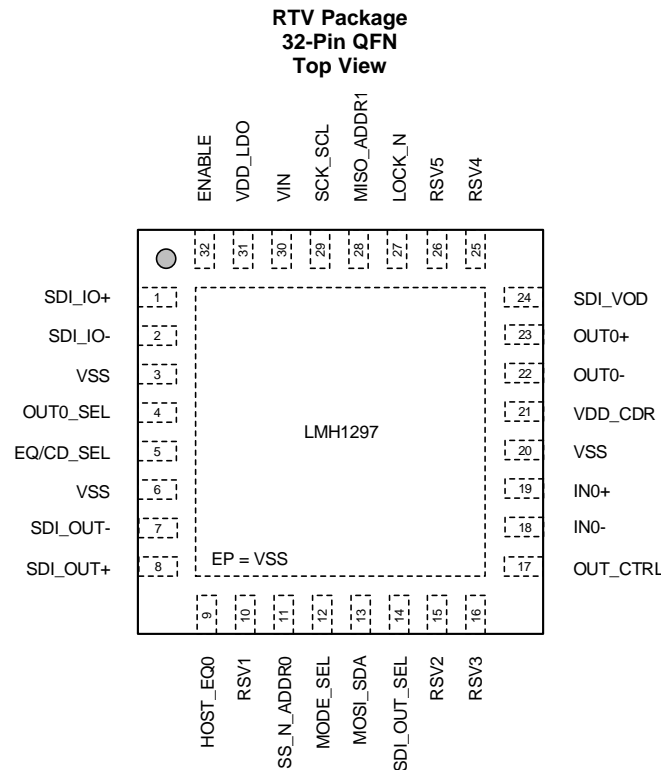 RTV Package
32-Pin QFN
Top View
ENABLE
VDD_LDO
VIN
SCK_SCL
MISO_ADDR1
LOCK_N
RSV5
RSV4
32
31
30
29
28
27
26
25
SDI_IO+ 1
SDI_IO- 2
VSS 3
OUT0_SEL 4
EQ/CD_SEL 5
VSS 6
SDI_OUT- 7
SDI_OUT+ 8
24 SDI_VOD
23 OUT0+
22 OUT0-
21 VDD_CDR
20 VSS
19 IN0+
18 IN0-
17 OUT_CTRL
LMH1297
EP = VSS
9
10
11
12
13
14
15
16
HOST_EQ0
RSV1
SS_N_ADDR0
MODE_SEL
MOSI_SDA
SDI_OUT_SEL
RSV2
RSV3